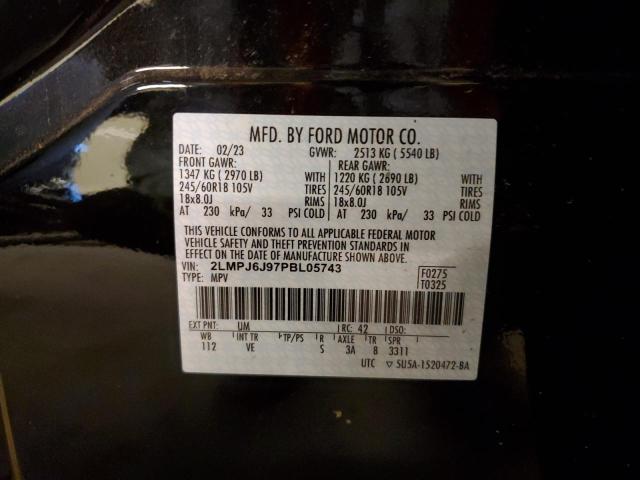 MFD. BY FORD MOTOR CO.
DATE: 02/23 GVWR: 2513 KG ( 5540 LB)
FRONT GAWR: REAR GAWR:
1347 KG ( 2970 LB) WITH 1220 KG ( 2690 LB) WITH
245/60R18 105V TIRES 245/60R18 105V TIRES
18x8.0J RIMS 18x8.0J RIMS
AT 230 kPa/ 33 PSI COLD AT 230 kPa/ 33 PSI COLD
THIS VEHICLE CONFORMS TO ALL APPLICABLE FEDERAL MOTOR
VEHICLE SAFETY AND THEFT PREVENTION STANDARDS IN
EFFECT ON THE DATE OF MANUFACTURE SHOWN ABOVE.
VIN: 2LMPJ6J97PBL05743 F0275
TYPE: MPV T0325
EXT PNT: UM RC: 42 DSO:
WB INT TR TP/PS R AXLE TR SPR
112 VE S 3A 8 3311
UTC ▽ 5U5A-1520472-BA